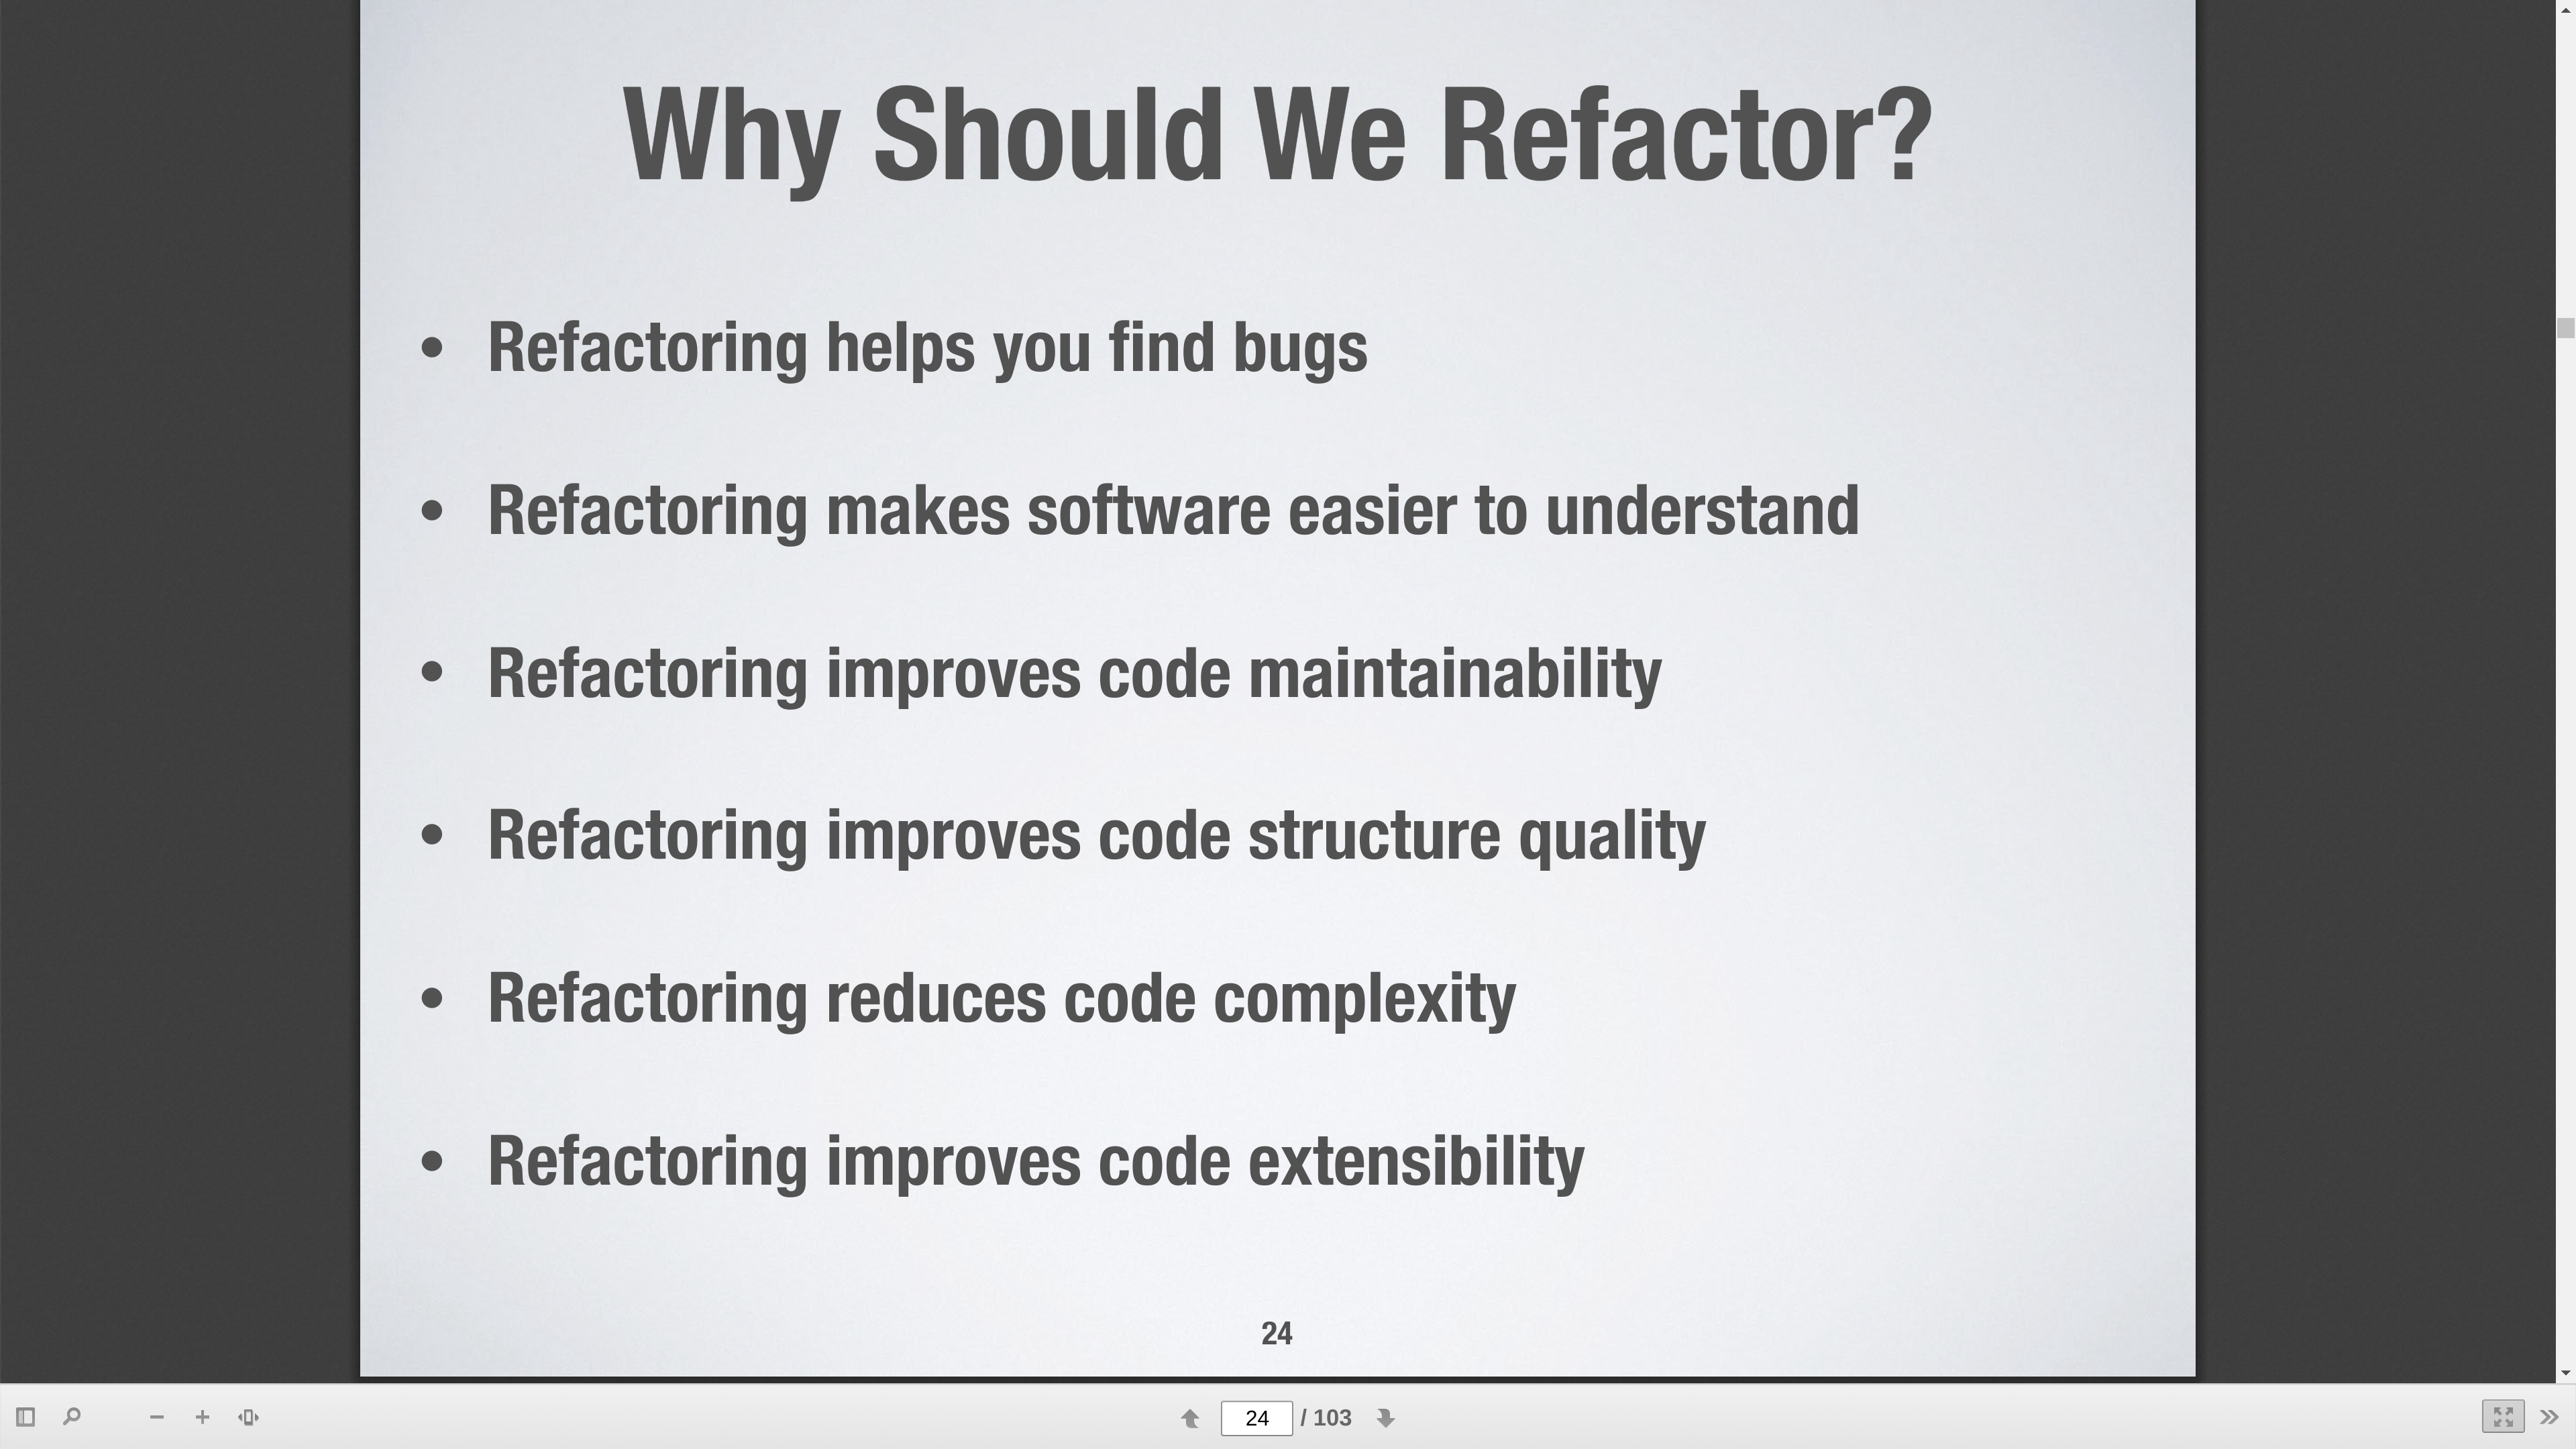 Why Should We Refactor?
• Refactoring helps you find bugs
• Refactoring makes software easier to understand
• Refactoring improves code maintainability
• Refactoring improves code structure quality
• Refactoring reduces code complexity
• Refactoring improves code extensibility
24
24 / 103